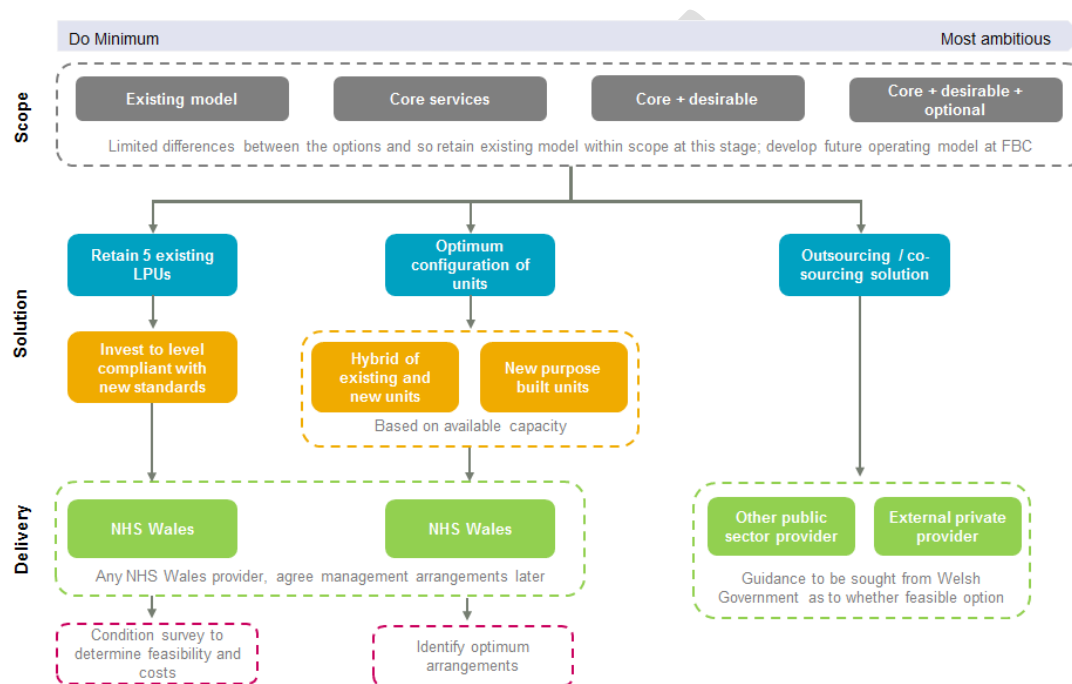 Do Minimum
Most ambitious
Scope
Existing model
Core services
Core + desirable
Core + desirable +
optional
Limited differences between the options and so retain existing model within scope at this stage; develop future operating model at FBC
Solution
Retain 5 existing
LPUs
Optimum
configuration of
units
Outsourcing / co-
sourcing solution
Invest to level
compliant with
new standards
Hybrid of
existing and
new units
New purpose
built units
Based on available capacity
Delivery
NHS Wales
NHS Wales
Any NHS Wales provider, agree management arrangements later
Other public
sector provider
External private
provider
Guidance to be sought from Welsh
Government as to whether feasible option
Condition survey to
determine feasibility and
costs
Identify optimum
arrangements